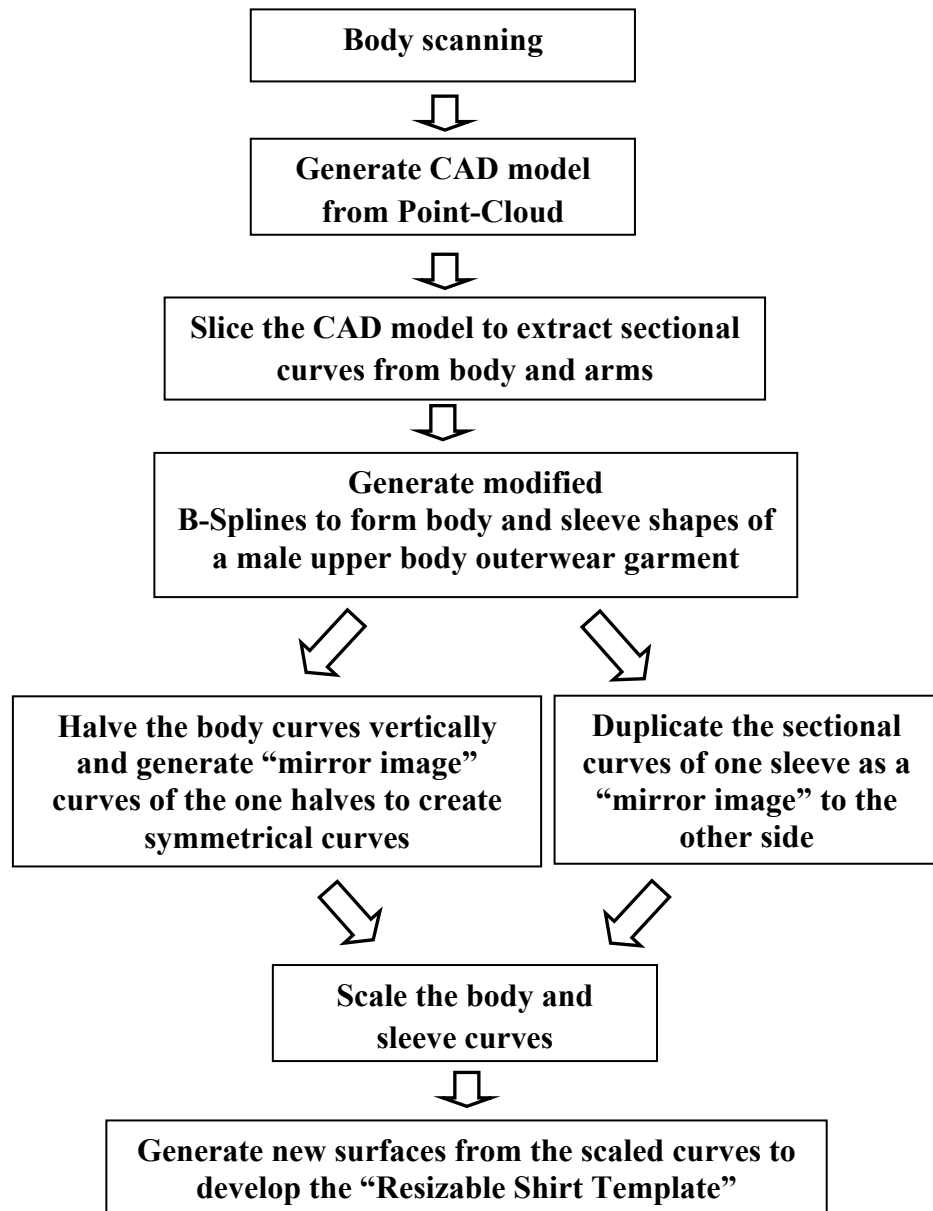 Body scanning
Generate CAD model
from Point-Cloud
Slice the CAD model to extract sectional
curves from body and arms
Generate modified
B-Splines to form body and sleeve shapes of
a male upper body outerwear garment
Halve the body curves vertically
and generate “mirror image”
curves of the one halves to create
symmetrical curves
Duplicate the sectional
curves of one sleeve as a
“mirror image” to the
other side
Scale the body and
sleeve curves
Generate new surfaces from the scaled curves to
develop the “Resizable Shirt Template”